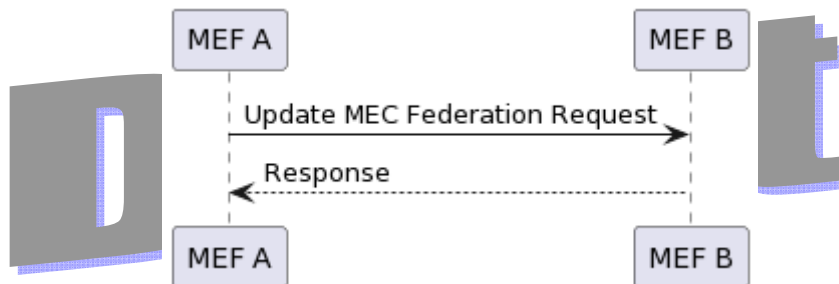 MEF A MEF B
Update MEC Federation Request
Response
MEF A MEF B
D t